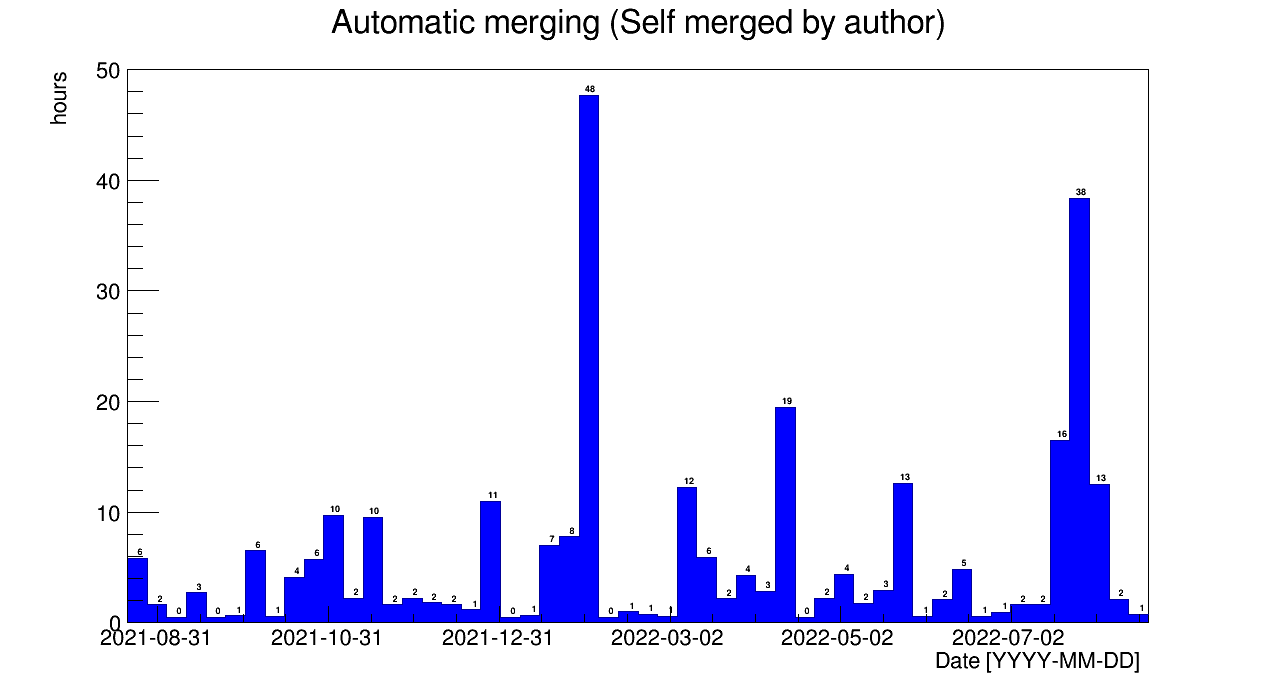 Automatic merging (Self merged by author)
hours
50
40
30
20
10
0
6 2 0 3 0 1 6 1 4 6 10 2 10 2 2 2 2 1 11 0 1 7 8 48 0 1 1 1 12 6 2 4 3 19 0 2 4 2 3 13 1 2 5 1 1 2 2 16 38 13 2 1
2021-08-31 2021-10-31 2021-12-31 2022-03-02 2022-05-02 2022-07-02
Date [YYYY-MM-DD]